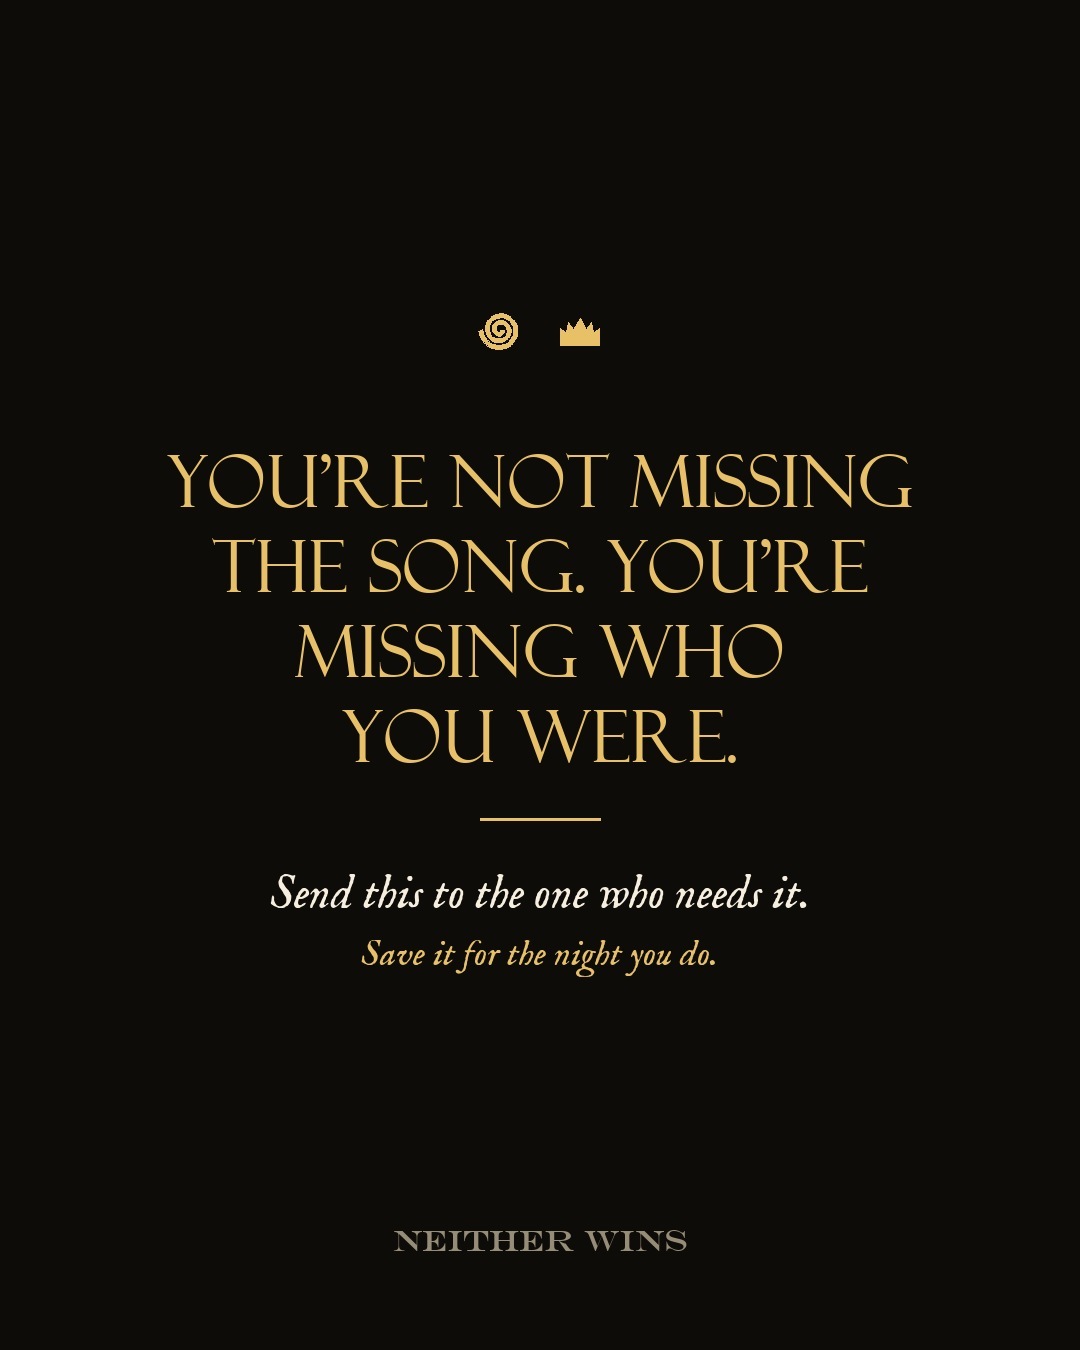 YOU’RE NOT MISSING
THE SONG. YOU’RE
MISSING WHO
YOU WERE.
Send this to the one who needs it.
Save it for the night you do.
NEITHER WINS